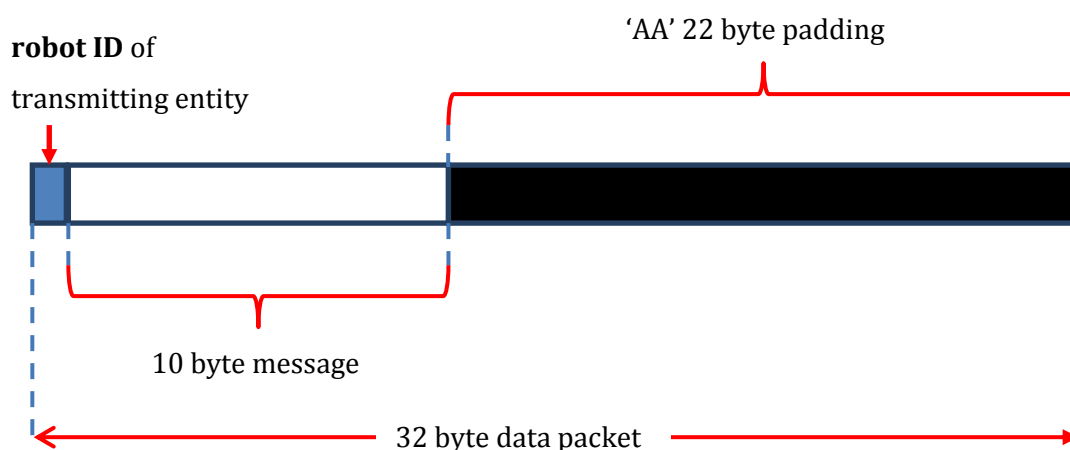 robot ID of
transmitting entity
‘AA’ 22 byte padding
10 byte message
32 byte data packet